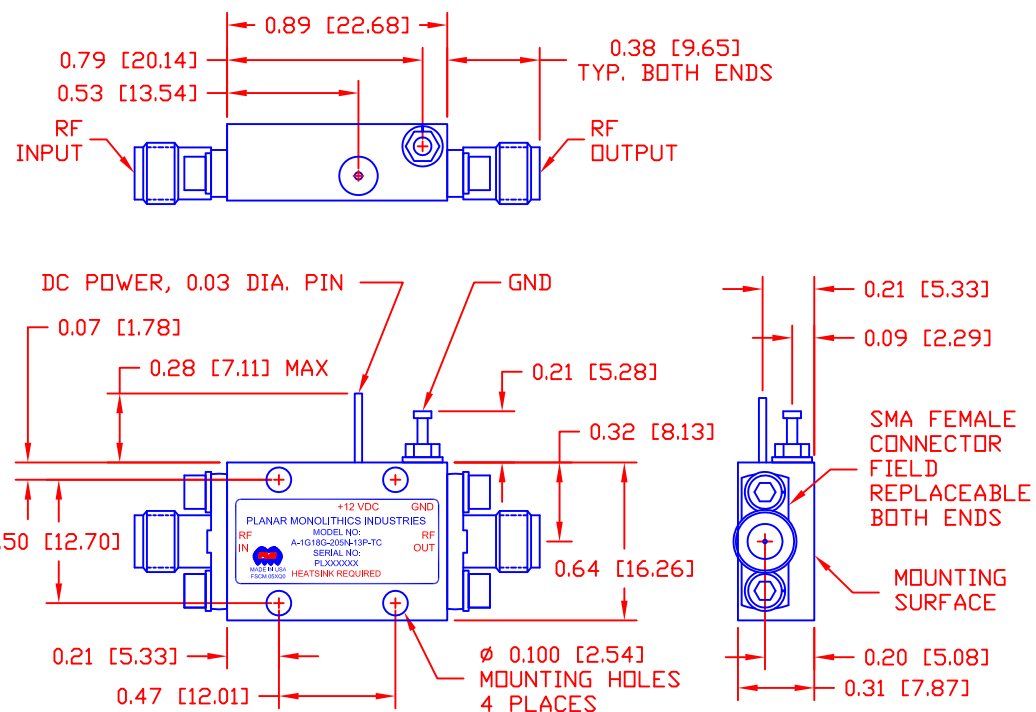 0.89 [22.68]
0.79 [20.14]
0.38 [9.65]
TYP. BOTH ENDS
0.53 [13.54]
RF
INPUT
RF
OUTPUT
DC POWER, 0.03 DIA. PIN
GND
0.21 [5.33]
0.07 [1.78]
0.09 [2.29]
0.28 [7.11] MAX
0.21 [5.28]
0.32 [8.13]
SMA FEMALE
CONNECTOR
FIELD
REPLACEABLE
BOTH ENDS
+12 VDC GND
PLANAR MONOLITHICS INDUSTRIES
MODEL NO:
A-1G18G-205N-13P-TC
SERIAL NO:
PLXXXXXX
HEATSINK REQUIRED
RF
IN
RF
OUT
MADE IN USA
FSCM 05XQ0
.50 [12.70]
0.64 [16.26]
MOUNTING
SURFACE
0.21 [5.33]
0.47 [12.01]
Ø 0.100 [2.54]
MOUNTING HOLES
4 PLACES
0.20 [5.08]
0.31 [7.87]